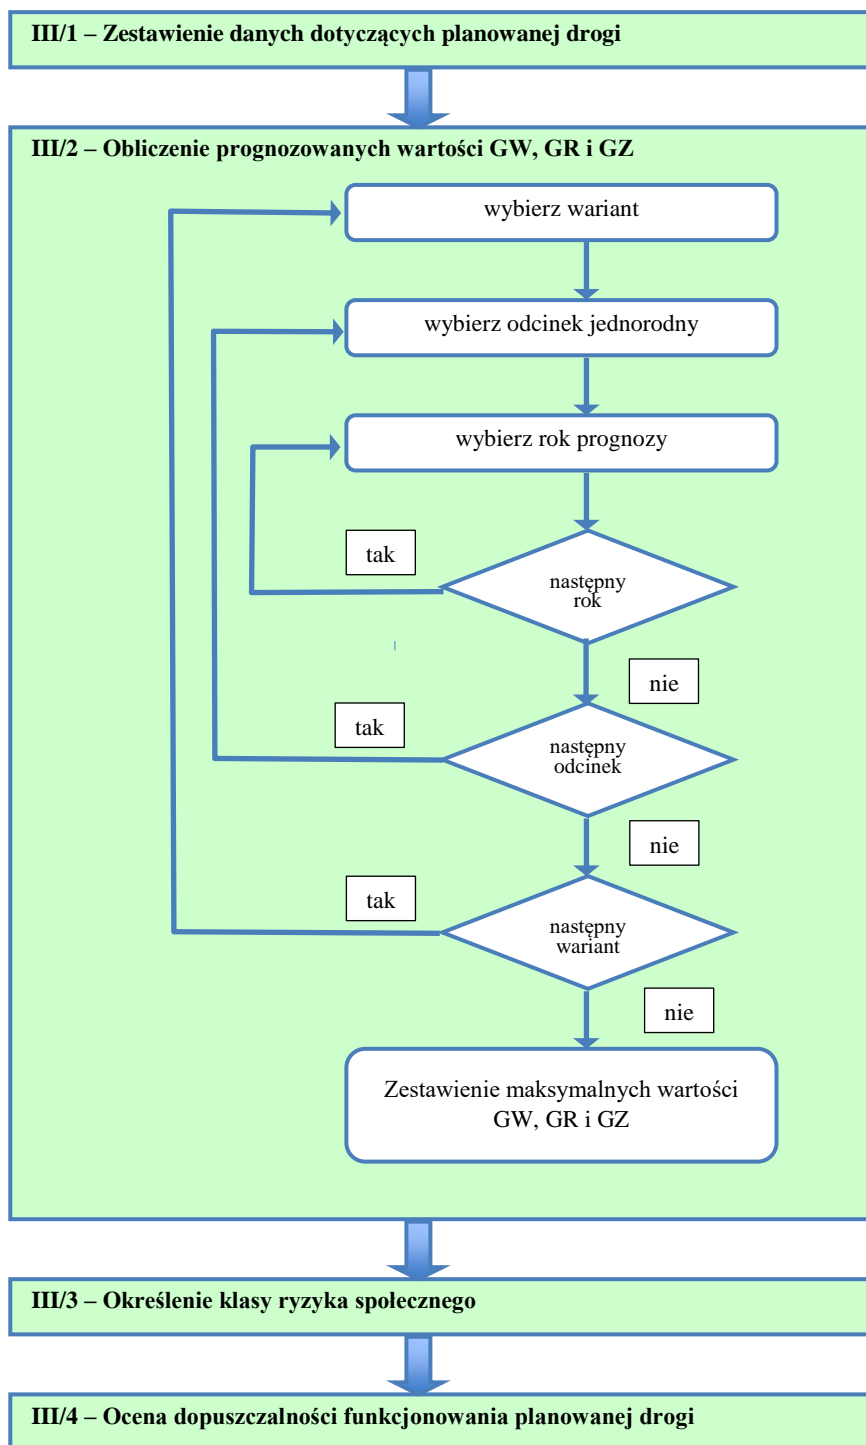 III/1 – Zestawienie danych dotyczących planowanej drogi
III/2 – Obliczenie prognozowanych wartości GW, GR i GZ
wybierz wariant
wybierz odcinek jednorodny
wybierz rok prognozy
tak
następny
rok
nie
tak
następny
odcinek
nie
tak
następny
wariant
nie
Zestawienie maksymalnych wartości
GW, GR i GZ
III/3 – Określenie klasy ryzyka społecznego
III/4 – Ocena dopuszczalności funkcjonowania planowanej drogi